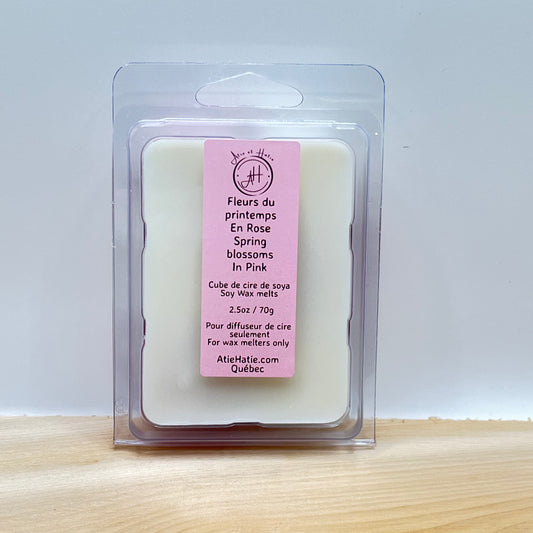 Atie et Hatie
AH
Fleurs du
printemps
En Rose
Spring
blossoms
In Pink
Cube de cire de soya
Soy Wax melts
2.5oz / 70g
Pour diffuseur de cire
seulement
For wax melters only
AtieHatie.com
Québec